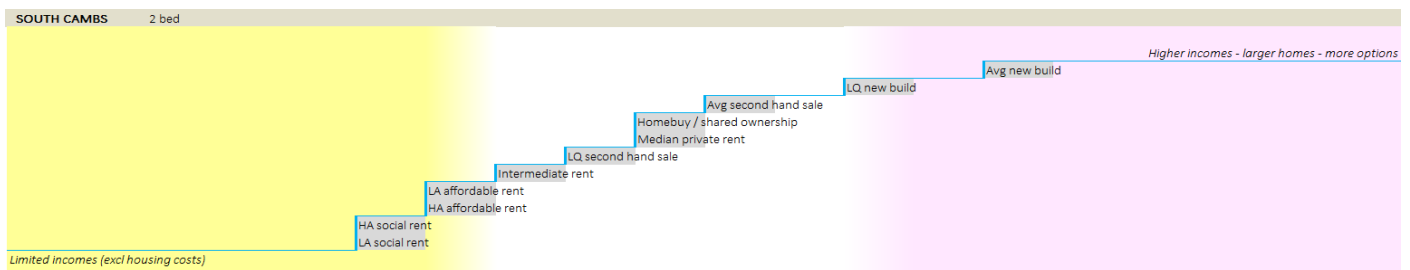 SOUTH CAMBS 2 bed
Higher incomes - larger homes - more options
Avg new build
LQ new build
Avg second hand sale
Homebuy / shared ownership
Median private rent
LQ second hand sale
Intermediate rent
LA affordable rent
HA affordable rent
HA social rent
LA social rent
Limited incomes (excl housing costs)